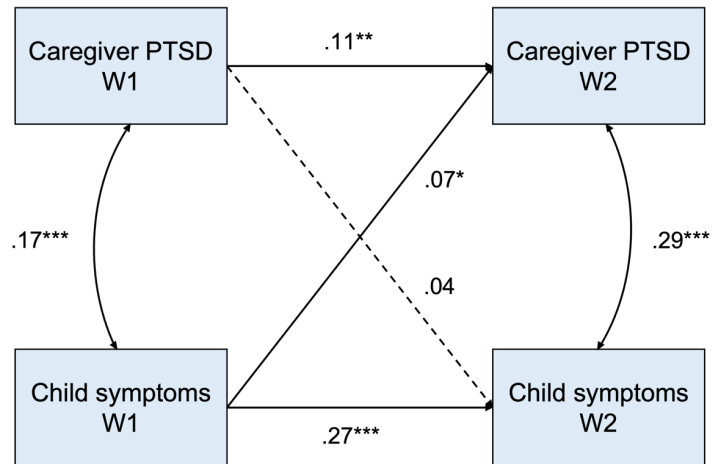 Caregiver PTSD
W1
.11**
Caregiver PTSD
W2
.07*
.17***
.29***
.04
Child symptoms
W1
.27***
Child symptoms
W2